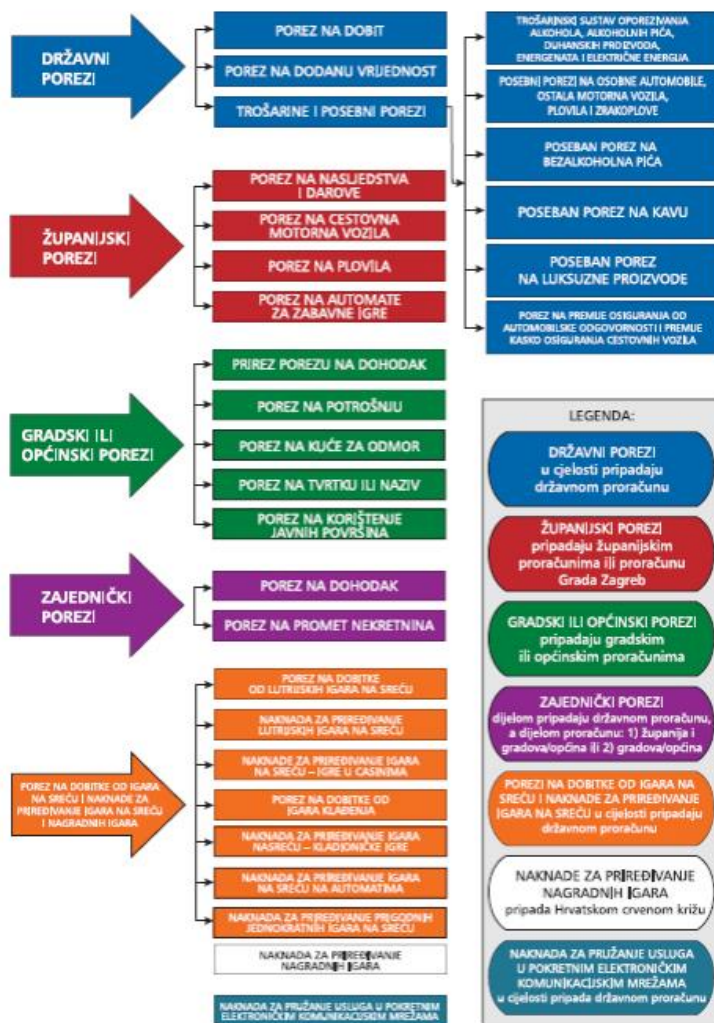 DRŽAVNI
POREZI
POREZ NA DOBIT
POREZ NA DODANU VRIJEDNOST
TROŠARINE I POSEBNI POREZI
TROŠARINSKI SUSTAV OPOREZIVANJA
ALKOHOLA, ALKOHOLNIH PIĆA,
DUHANSKIH PROIZVODA,
ENERGENATA I ELEKTRIČNE ENERGIJA
POSEBNI POREZI NA OSOBNE AUTOMOBILE,
OSTALA MOTORNA VOZILA,
PLOVILA I ZRAKOPLOVE
POSEBAN POREZ NA
BEZALKOHOLNA PIĆA
POSEBAN POREZ NA KAVU
POSEBAN POREZ
NA LUKSUZNE PROIZVODE
POREZ NA PREMIJE OSIGURANJA OD
AUTOMOBILSKE ODGOVORNOSTI I PREMIJE
KASKO OSIGURANJA CESTOVNIH VOZILA
ŽUPANIJSKI
POREZI
POREZ NA NASLJEDSTVA
I DAROVE
POREZ NA CESTOVNA
MOTORNA VOZILA
POREZ NA PLOVILA
POREZ NA AUTOMATE
ZA ZABAVNE IGRE
GRADSKI ILI
OPĆINSKI POREZI
PRIREZ POREZU NA DOHODAK
POREZ NA POTROŠNJU
POREZ NA KUĆE ZA ODMOR
POREZ NA TVRTKU ILI NAZIV
POREZ NA KORIŠTENJE
JAVNIH POVRŠINA
ZAJEDNIČKI
POREZI
POREZ NA DOHODAK
POREZ NA PROMET NEKRETNINA
POREZ NA DOBITKE OD IGARA
NA SREĆU I NAKNADE ZA
PRIREĐIVANJE IGARA NA SREĆU
I NAGRADNIH IGARA
POREZ NA DOBITKE
OD LUTRIJSKIH IGARA NA SREĆU
NAKNADA ZA PRIREĐIVANJE
LUTRIJSKIH IGARA NA SREĆU
NAKNADE ZA PRIREĐIVANJE IGARA
NA SREĆU – IGRE U CASINIMA
POREZ NA DOBITKE OD
IGARA KLAĐENJA
NAKNADA ZA PRIREĐIVANJE IGARA
NASREĆU – KLADIONIČKE IGRE
NAKNADA ZA PRIREĐIVANJE IGARA
NA SREĆU NA AUTOMATIMA
NAKNADA ZA PRIREĐIVANJE PRIGODNIH
JEDNOKRATNIH IGARA NA SREĆU
NAKNADA ZA PRIREĐIVANJE
NAGRADNIH IGARA
NAKNADA ZA PRUŽANJE USLUGA U POKRETNIM
ELEKTRONIČKIM KOMUNIKACIJSKIM MREŽAMA
LEGENDA:
DRŽAVNI POREZI
u cjelosti pripadaju
državnom proračunu
ŽUPANIJSKI POREZI
pripadaju županijskim
proračunima ili proračunu
Grada Zagreb
GRADSKI ILI OPĆINSKI POREZI
pripadaju gradskim
ili općinskim proračunima
ZAJEDNIČKI POREZI
dijelom pripadaju državnom proračunu,
a dijelom proračunu: 1) županija i
gradova/općina ili 2) gradova/općina
POREZI NA DOBITKE OD IGARA NA
SREĆU I NAKNADE ZA PRIREĐIVANJE
IGARA NA SREĆU u cijelosti pripadaju
državnom proračunu
NAKNADE ZA PRIREĐIVANJE
NAGRADNIH IGARA
pripada Hrvatskom crvenom križu
NAKNADA ZA PRUŽANJE USLUGA
U POKRETNIM ELEKTRONIČKIM
KOMUNIKACIJSKIM MREŽAMA
u cijelosti pripada državnom proračunu